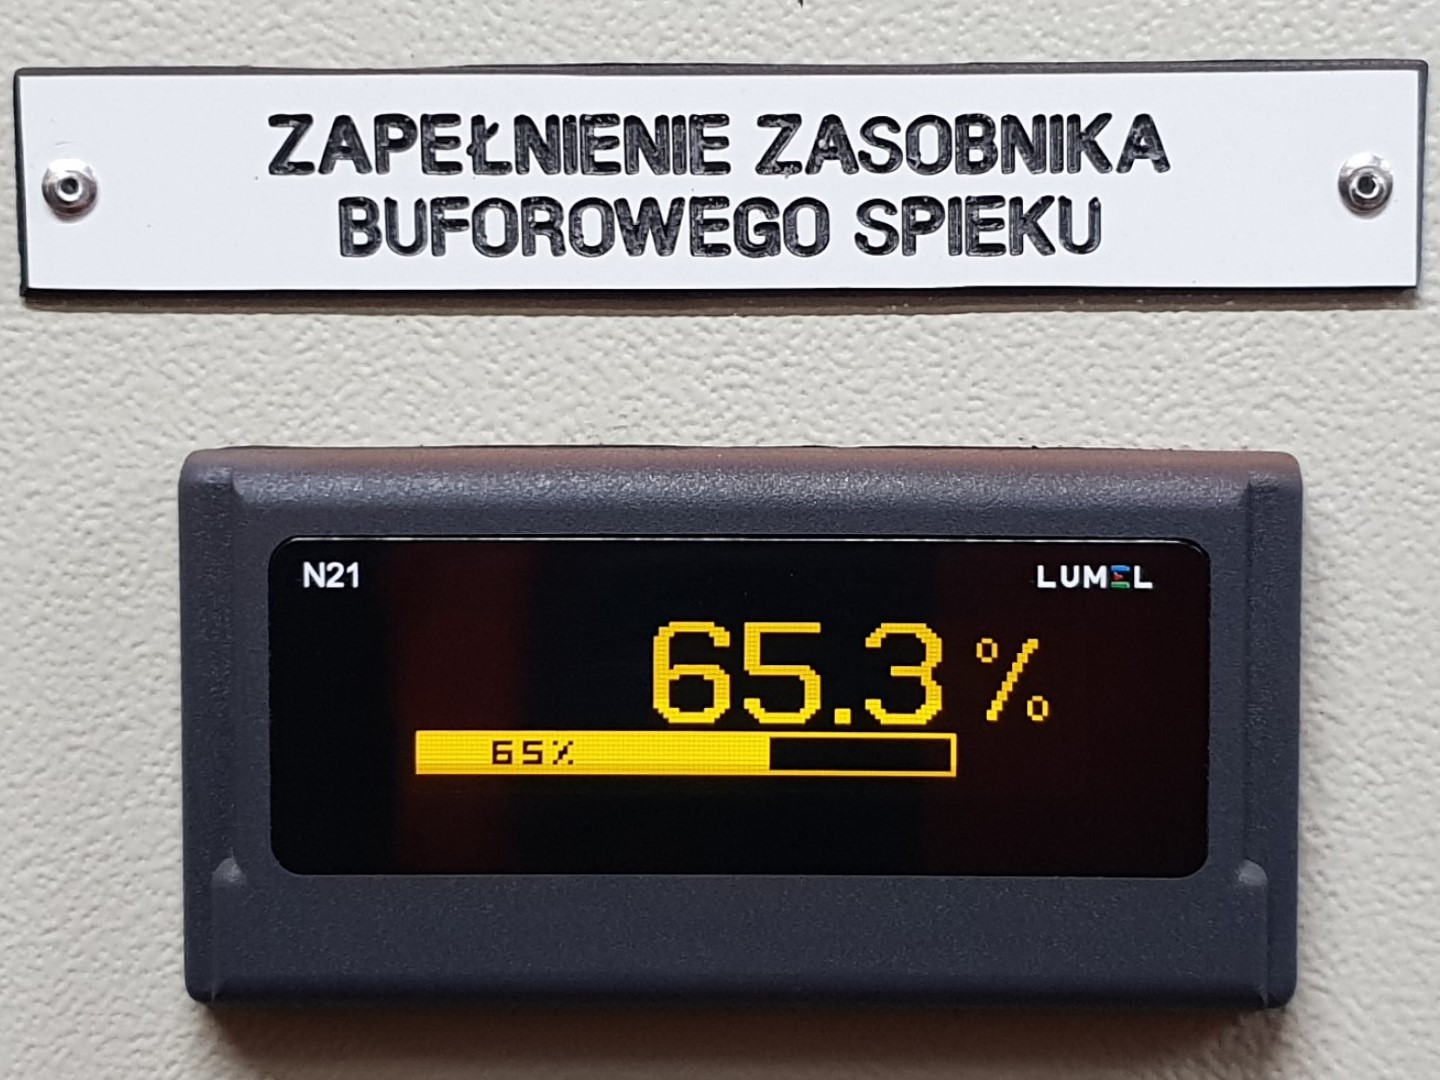 ZAPEŁNIENIE ZASOBNIKA
BUFOROWEGO SPIEKU
N21
LUMEL
65.3%
65%